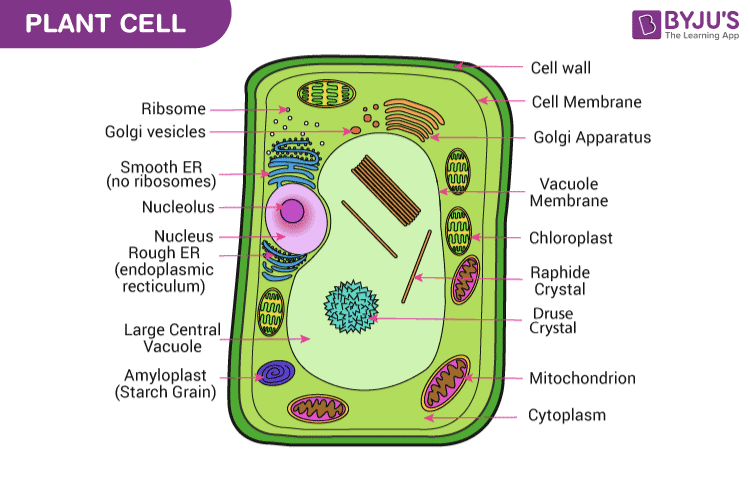 PLANT CELL
BYJU'S
The Learning App
Ribsome
Golgi vesicles
Smooth ER
(no ribosomes)
Nucleolus
Nucleus
Rough ER
(endoplasmic
recticulum)
Large Central
Vacuole
Amyloplast
(Starch Grain)
Cell wall
Cell Membrane
Golgi Apparatus
Vacuole
Membrane
Chloroplast
Raphide
Crystal
Druse
Crystal
Mitochondrion
Cytoplasm